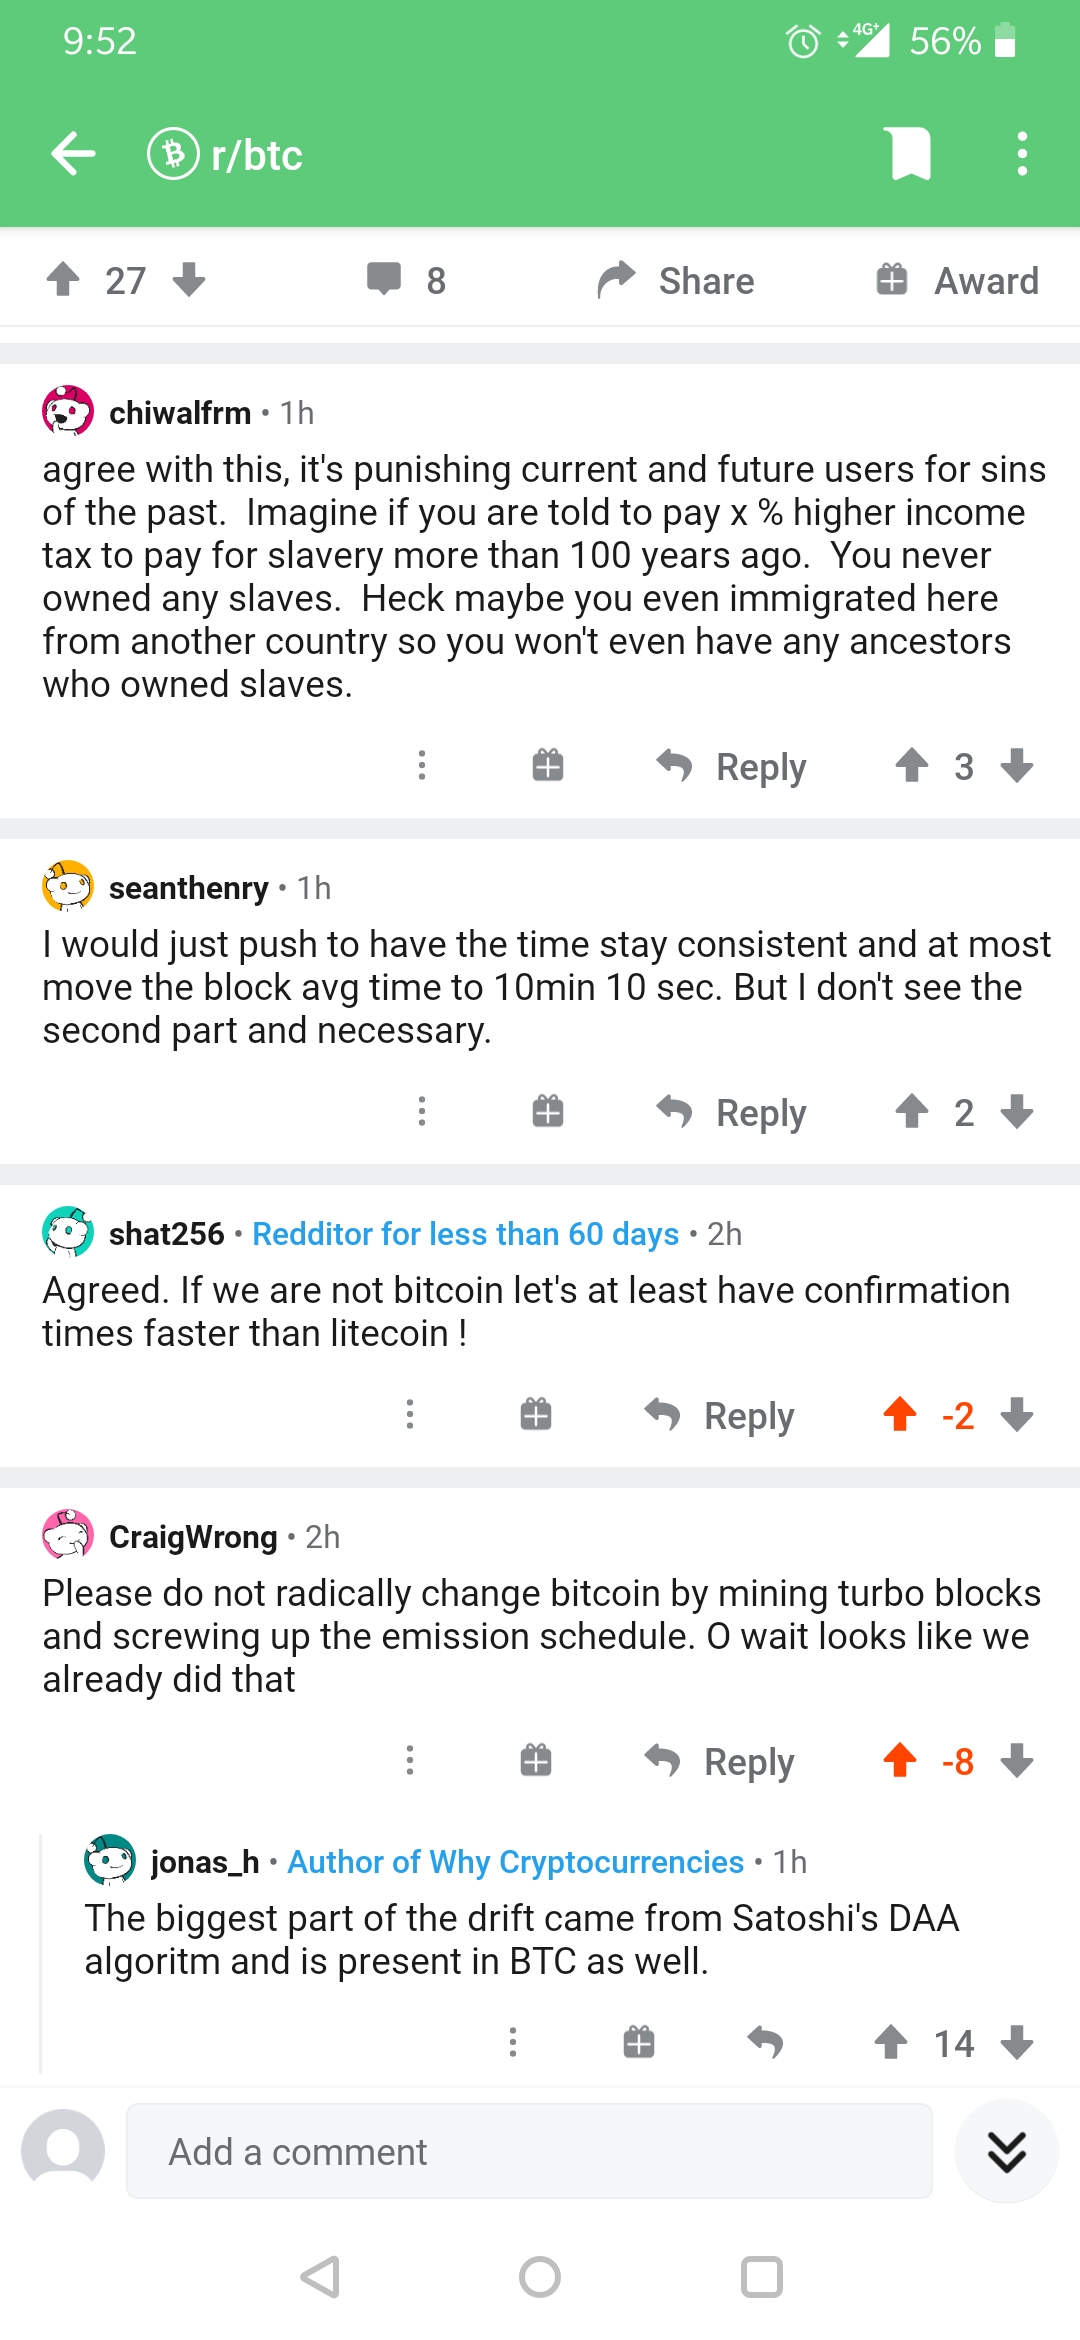 9:52
4G+ 56%
r/btc
27 8 Share Award
chiwalfrm • 1h
agree with this, it's punishing current and future users for sins
of the past.  Imagine if you are told to pay x % higher income
tax to pay for slavery more than 100 years ago.  You never
owned any slaves.  Heck maybe you even immigrated here
from another country so you won't even have any ancestors
who owned slaves.
Reply 3
seanthenry • 1h
I would just push to have the time stay consistent and at most
move the block avg time to 10min 10 sec. But I don't see the
second part and necessary.
Reply 2
shat256 • Redditor for less than 60 days • 2h
Agreed. If we are not bitcoin let's at least have confirmation
times faster than litecoin !
Reply -2
CraigWrong • 2h
Please do not radically change bitcoin by mining turbo blocks
and screwing up the emission schedule. O wait looks like we
already did that
Reply -8
jonas_h • Author of Why Cryptocurrencies • 1h
The biggest part of the drift came from Satoshi's DAA
algoritm and is present in BTC as well.
14
Add a comment